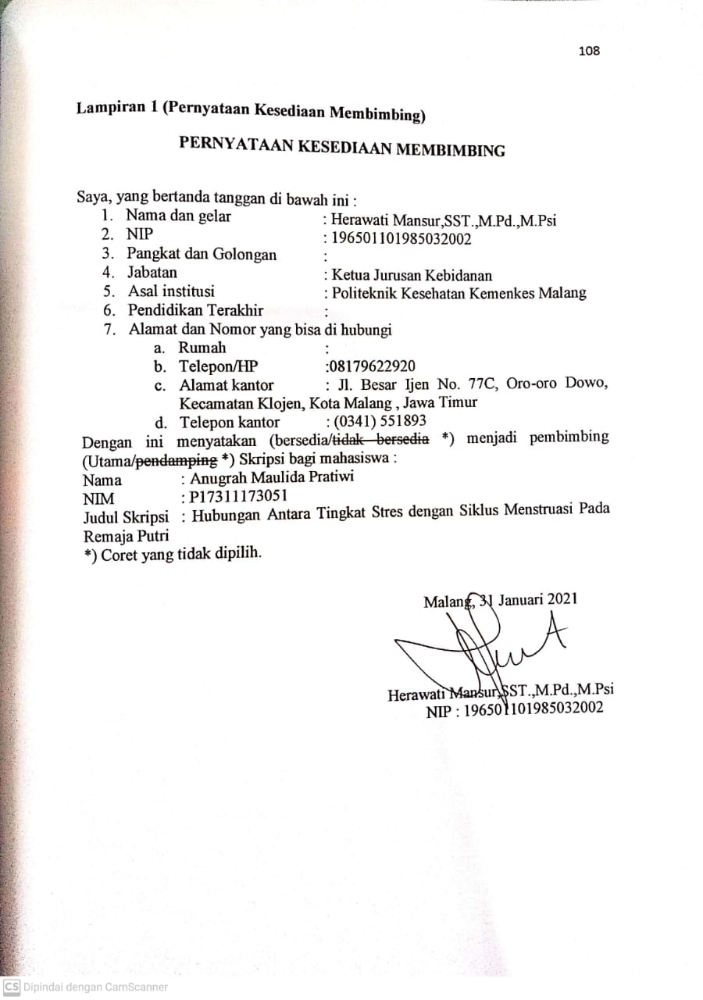 108
Lampiran 1 (Pernyataan Kesediaan Membimbing)
PERNYATAAN KESEDIAAN MEMBIMBING
Saya, yang bertanda tanggan di bawah ini :
1. Nama dan gelar : Herawati Mansur,SST.,M.Pd.,M.Psi
2. NIP : 196501101985032002
3. Pangkat dan Golongan :
4. Jabatan : Ketua Jurusan Kebidanan
5. Asal institusi : Politeknik Kesehatan Kemenkes Malang
6. Pendidikan Terakhir :
7. Alamat dan Nomor yang bisa di hubungi
a. Rumah :
b. Telepon/HP :08179622920
c. Alamat kantor : Jl. Besar Ijen No. 77C, Oro-oro Dowo,
Kecamatan Klojen, Kota Malang , Jawa Timur
d. Telepon kantor : (0341) 551893
Dengan ini menyatakan (bersedia/tidak bersedia *) menjadi pembimbing
(Utama/pendamping *) Skripsi bagi mahasiswa :
Nama : Anugrah Maulida Pratiwi
NIM : P17311173051
Judul Skripsi : Hubungan Antara Tingkat Stres dengan Siklus Menstruasi Pada
Remaja Putri
*) Coret yang tidak dipilih.
Malang, 31 Januari 2021
Herawati Mansur,SST.,M.Pd.,M.Psi
NIP : 196501101985032002
CS Dipindai dengan CamScanner